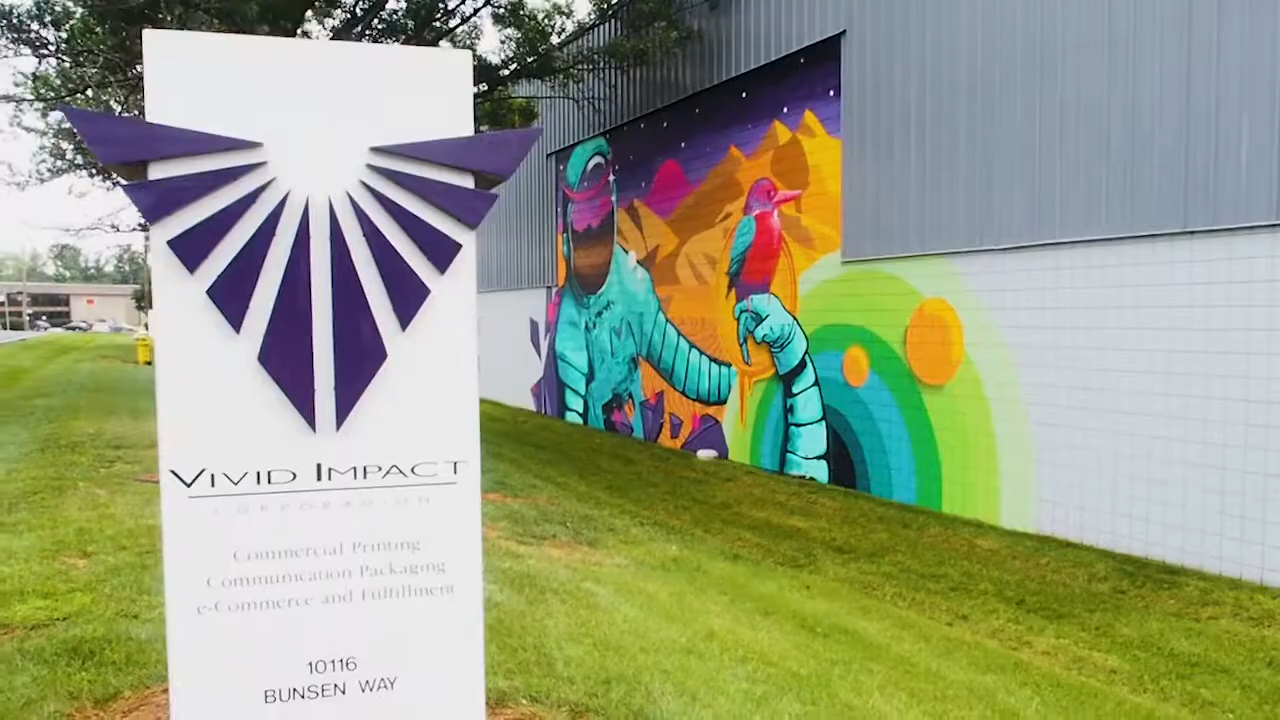 VIVID IMPACT
CORPORATION
Commercial Printing
Communication Packaging
e-Commerce and Fulfillment
10116
BUNSEN WAY